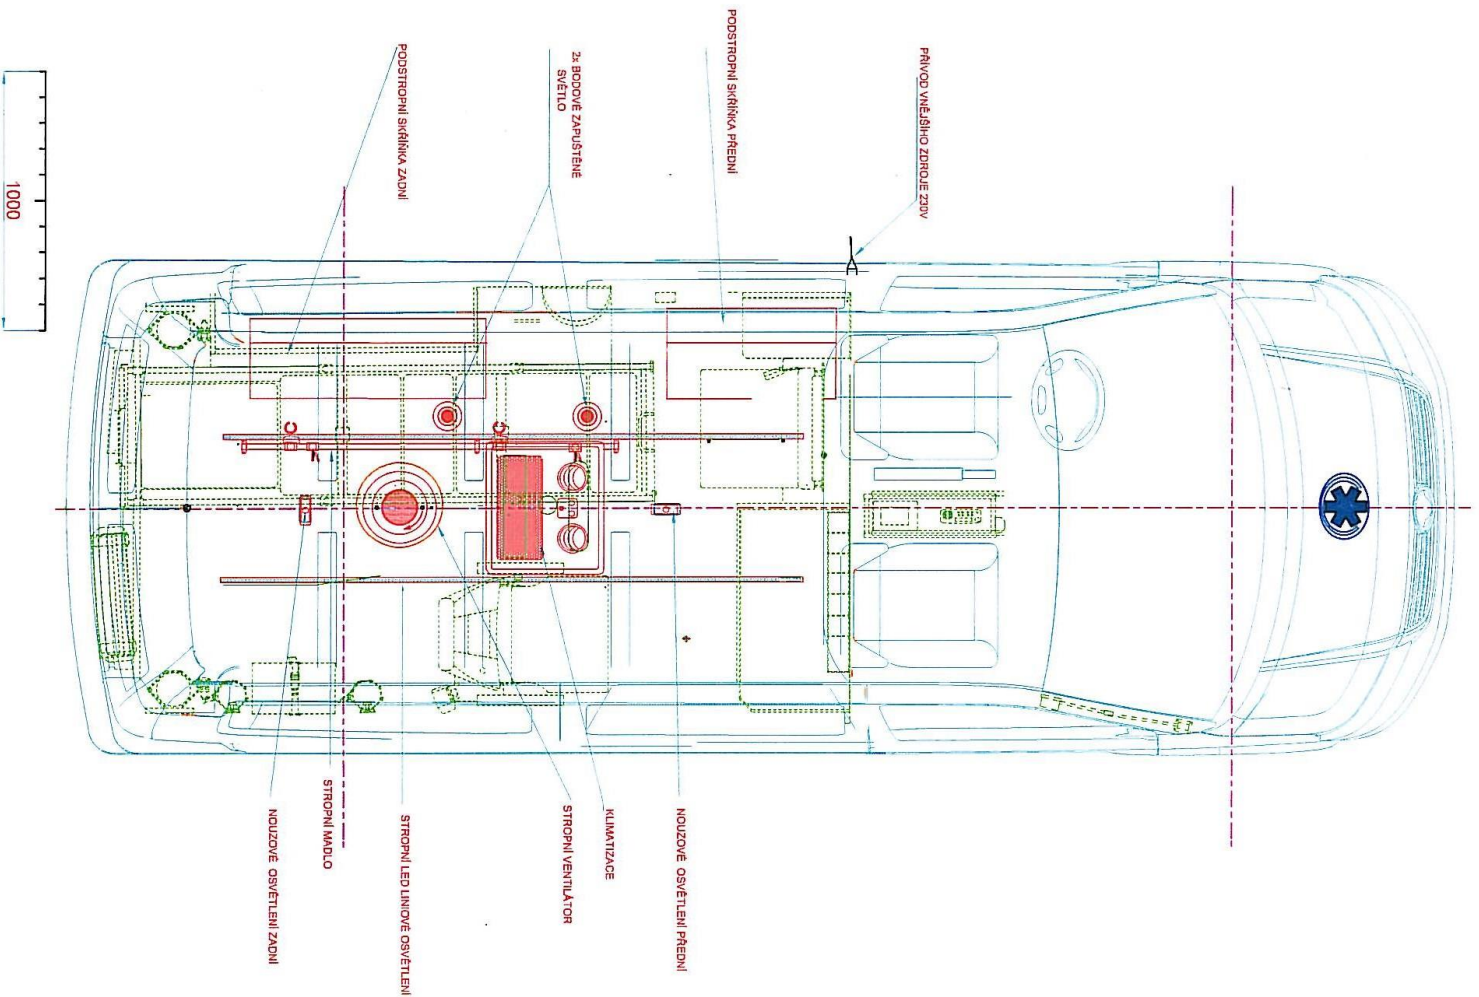 PODSTROPNÍ SKŘÍŇKA ZADNÍ
2x BODOVÉ ZAPUŠTĚNÉ
SVĚTLO
PODSTROPNÍ SKŘÍŇKA PŘEDNÍ
PŘÍVOD VNĚJŠÍHO ZDROJE 230V
1000
NOUZOVÉ OSVĚTLENÍ ZADNÍ
STROPNÍ MADLO
STROPNÍ LED LINIOVÉ OSVĚTLENÍ
STROPNÍ VENTILÁTOR
KLIMATIZACE
NOUZOVÉ OSVĚTLENÍ PŘEDNÍ